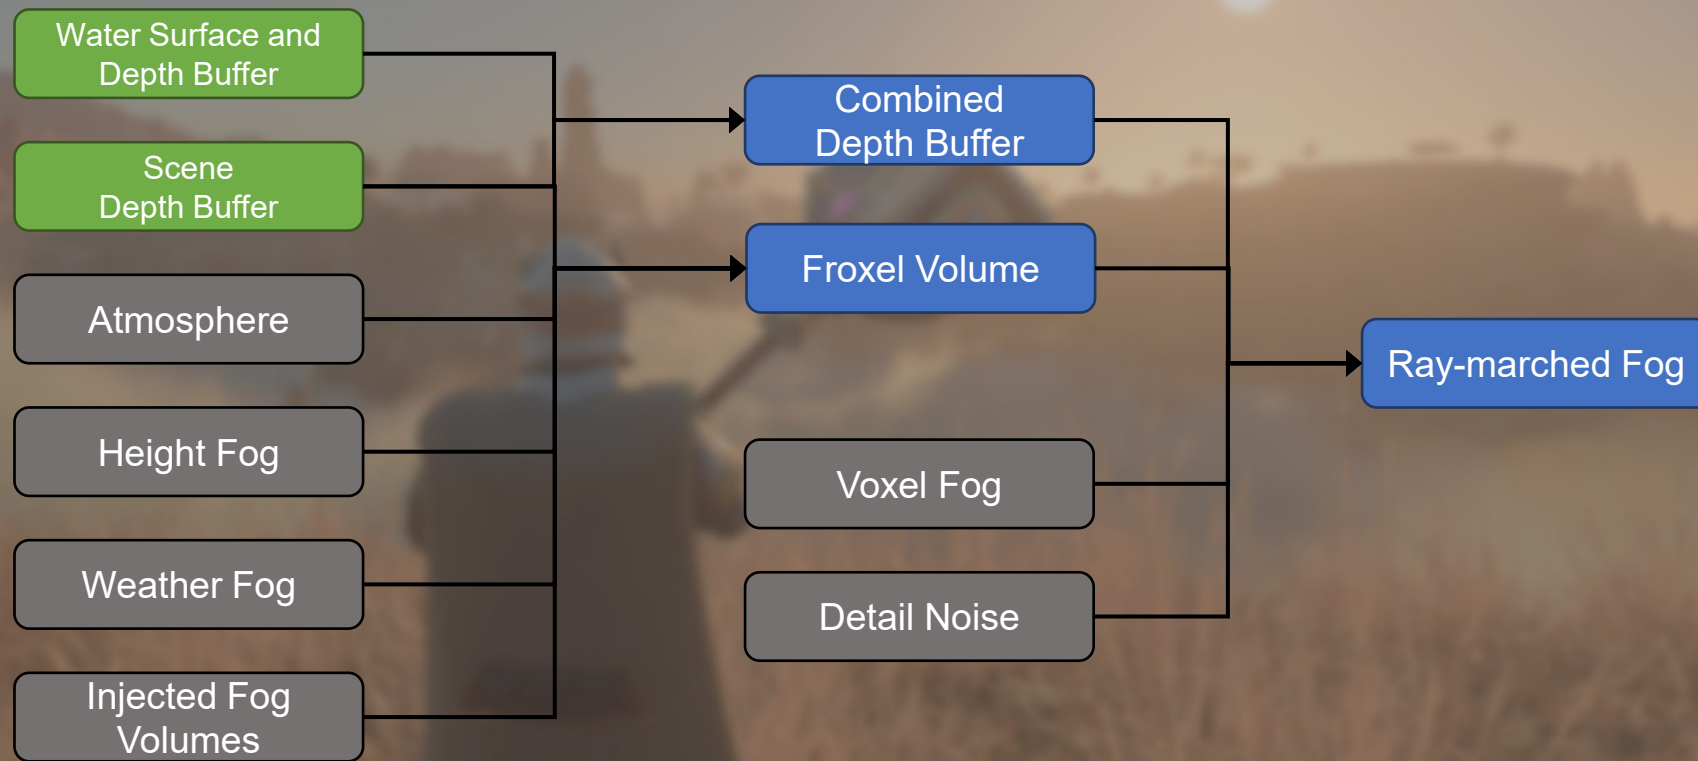 Water Surface and
Depth Buffer
Scene
Depth Buffer
Atmosphere
Height Fog
Weather Fog
Injected Fog
Volumes
Combined
Depth Buffer
Froxel Volume
Voxel Fog
Detail Noise
Ray-marched Fog